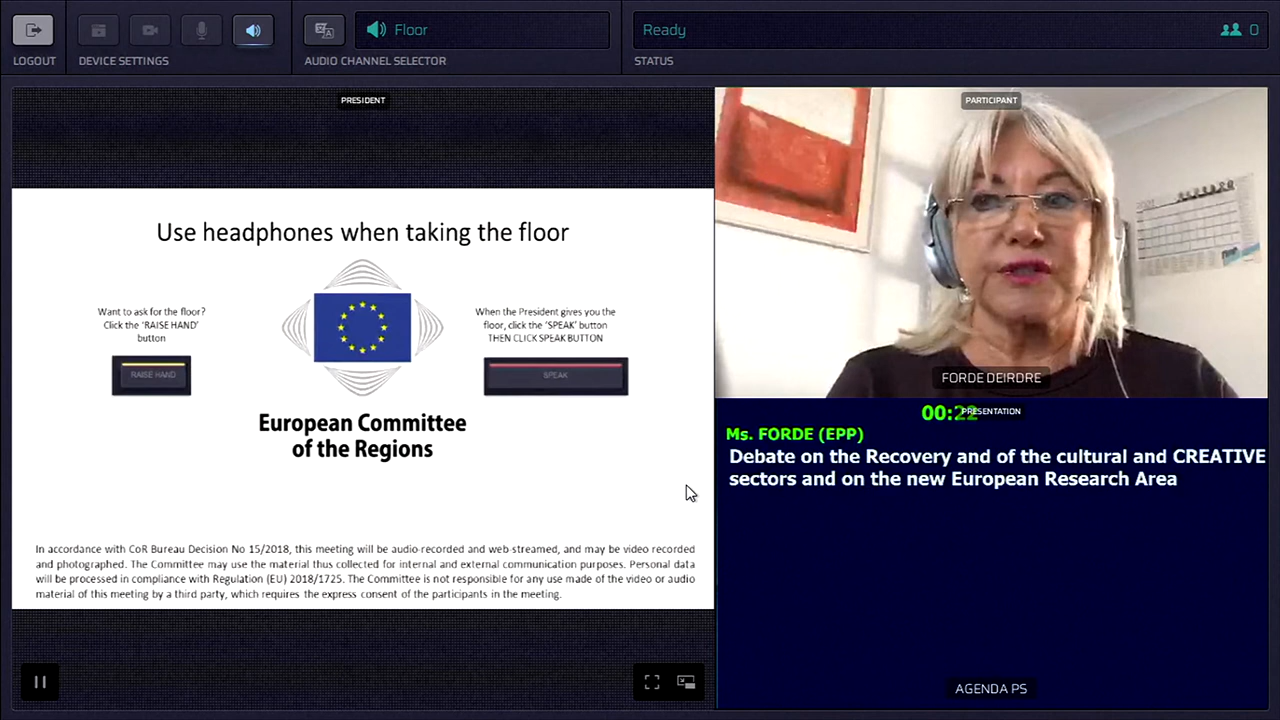 LOGOUT
DEVICE SETTINGS
Floor
AUDIO CHANNEL SELECTOR
Ready
0
STATUS
PRESIDENT
Use headphones when taking the floor
Want to ask for the floor?
Click the 'RAISE HAND'
button
RAISE HAND
When the President gives you the
floor, click the 'SPEAK' button
THEN CLICK SPEAK BUTTON
SPEAK
European Committee
of the Regions
In accordance with CoR Bureau Decision No 15/2018, this meeting will be audio recorded and web streamed, and may be video recorded
and photographed. The Committee may use the material thus collected for internal and external communication purposes. Personal data
will be processed in compliance with Regulation (EU) 2018/1725. The Committee is not responsible for any use made of the video or audio
material of this meeting by a third party, which requires the express consent of the participants in the meeting.
PARTICIPANT
FORDE DEIRDRE
00:22
PRESENTATION
Ms. FORDE (EPP)
Debate on the Recovery and of the cultural and CREATIVE
sectors and on the new European Research Area
AGENDA PS